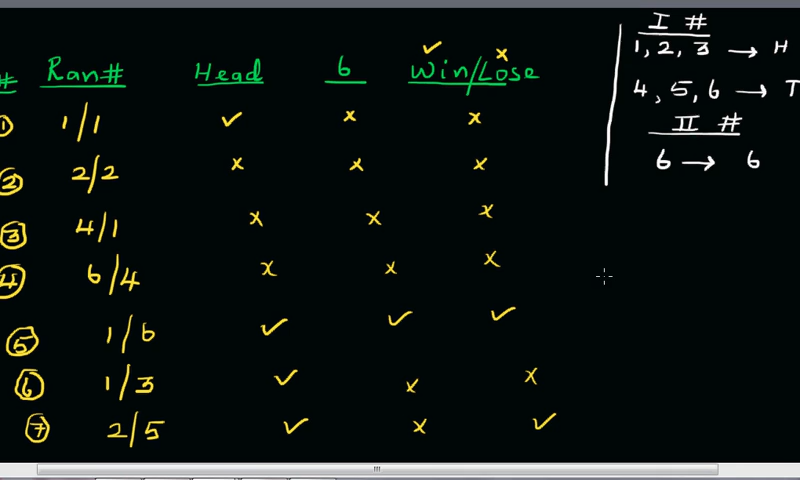 # Ran# Head 6 Win/Lose
✓ x
① 1/1 ✓ x x
② 2/2 x x x
③ 4/1 x x x
④ 6/4 x x x
⑤ 1/6 ✓ ✓ ✓
⑥ 1/3 ✓ x x
⑦ 2/5 ✓ x ✓
I #
1, 2, 3 → H
4, 5, 6 → T
II #
6 → 6